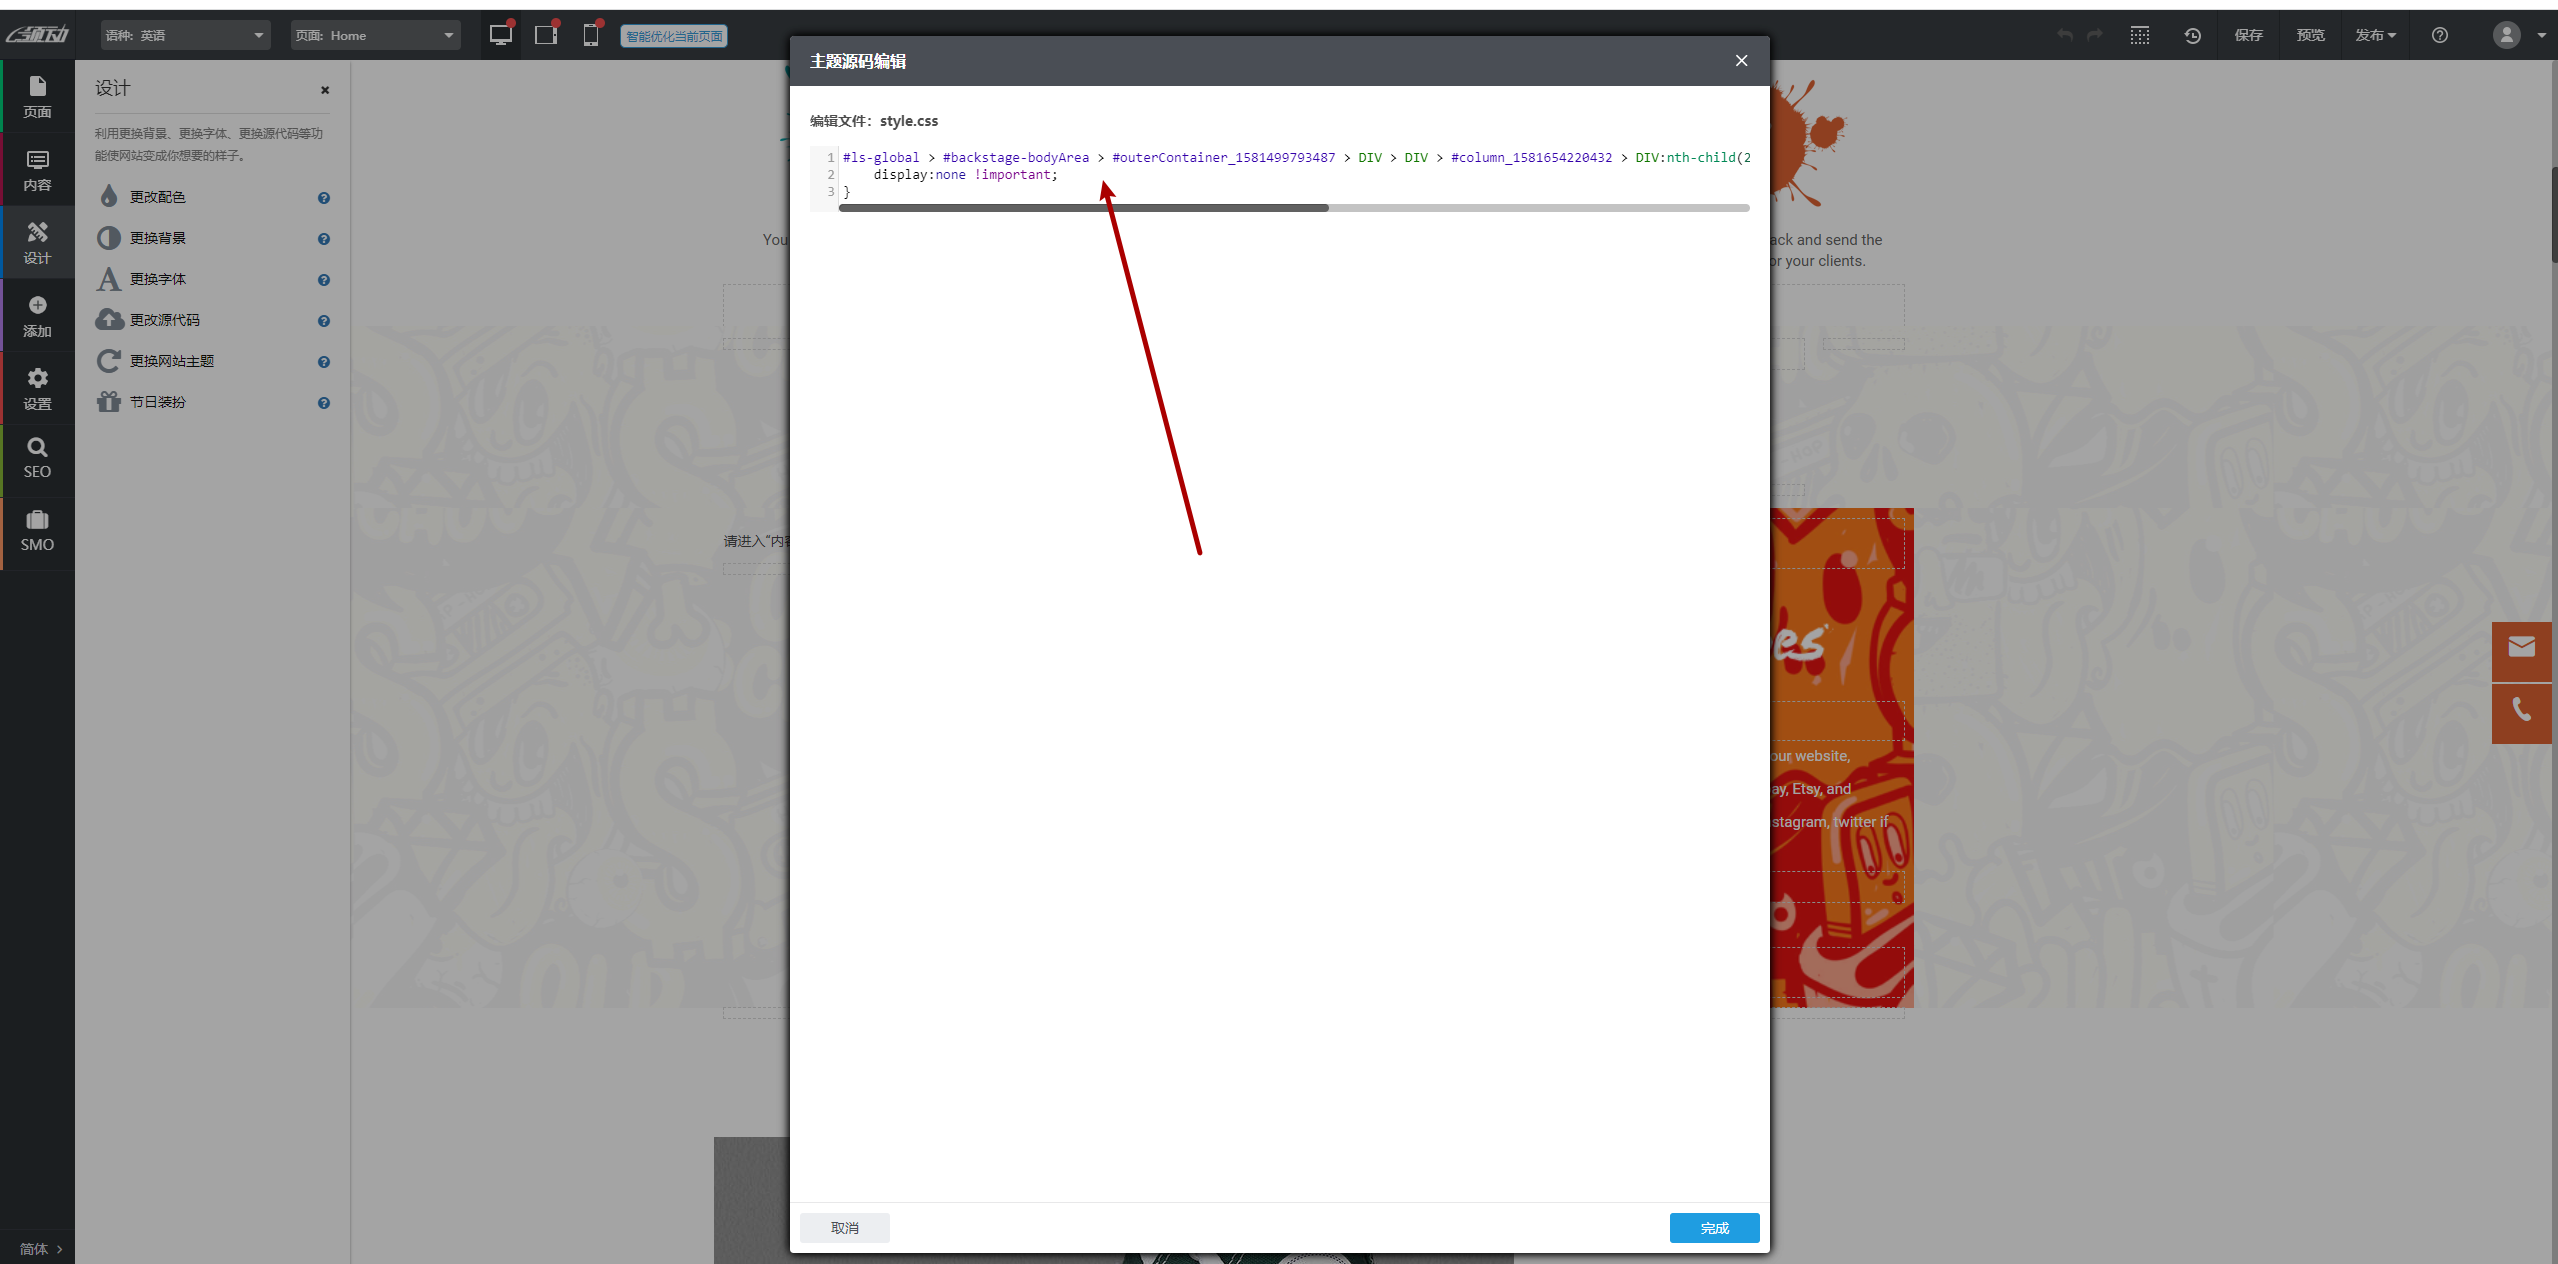 领动
语种: 英语
页面: Home
智能优化当前页面
保存
预览
发布
页面
内容
设计
添加
设置
SEO
SMO
简体
设计
利用更换背景、更换字体、更换源代码等功
能使网站变成你想要的样子。
更改配色
更换背景
更换字体
更改源代码
更换网站主题
节日装扮
主题源码编辑
编辑文件: style.css
1 #ls-global > #backstage-bodyArea > #outerContainer_1581499793487 > DIV > DIV > #column_1581654220432 > DIV:nth-child(2
2 display:none !important;
3 }
You
ack and send the
or your clients.
请进入“内容
es
our website,
ay, Etsy, and
stagram, twitter if
取消
完成